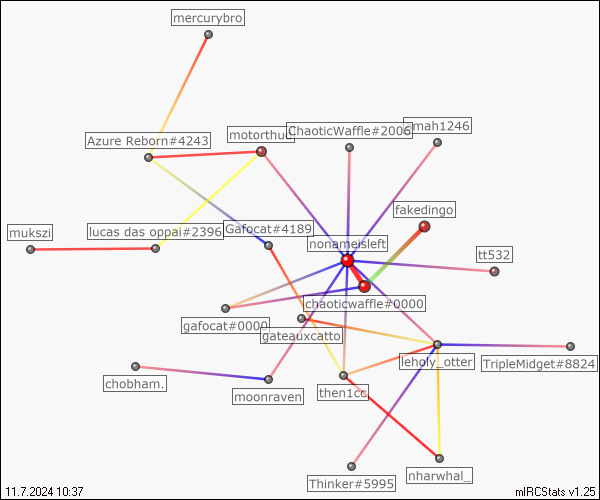 mercurybro
Azure Reborn#4243
motorthud
ChaoticWaffle#2006
mah1246
fakedingo
mukszi
lucas das oppai#2396
Gafocat#4189
nonameisleft
tt532
chaoticwaffle#0000
gafocat#0000
gateauxcatto
leholy_otter
TripleMidget#8824
chobham.
moonraven
then1cc
Thinker#5995
nharwhal_
11.7.2024 10:37
mIRCStats v1.25